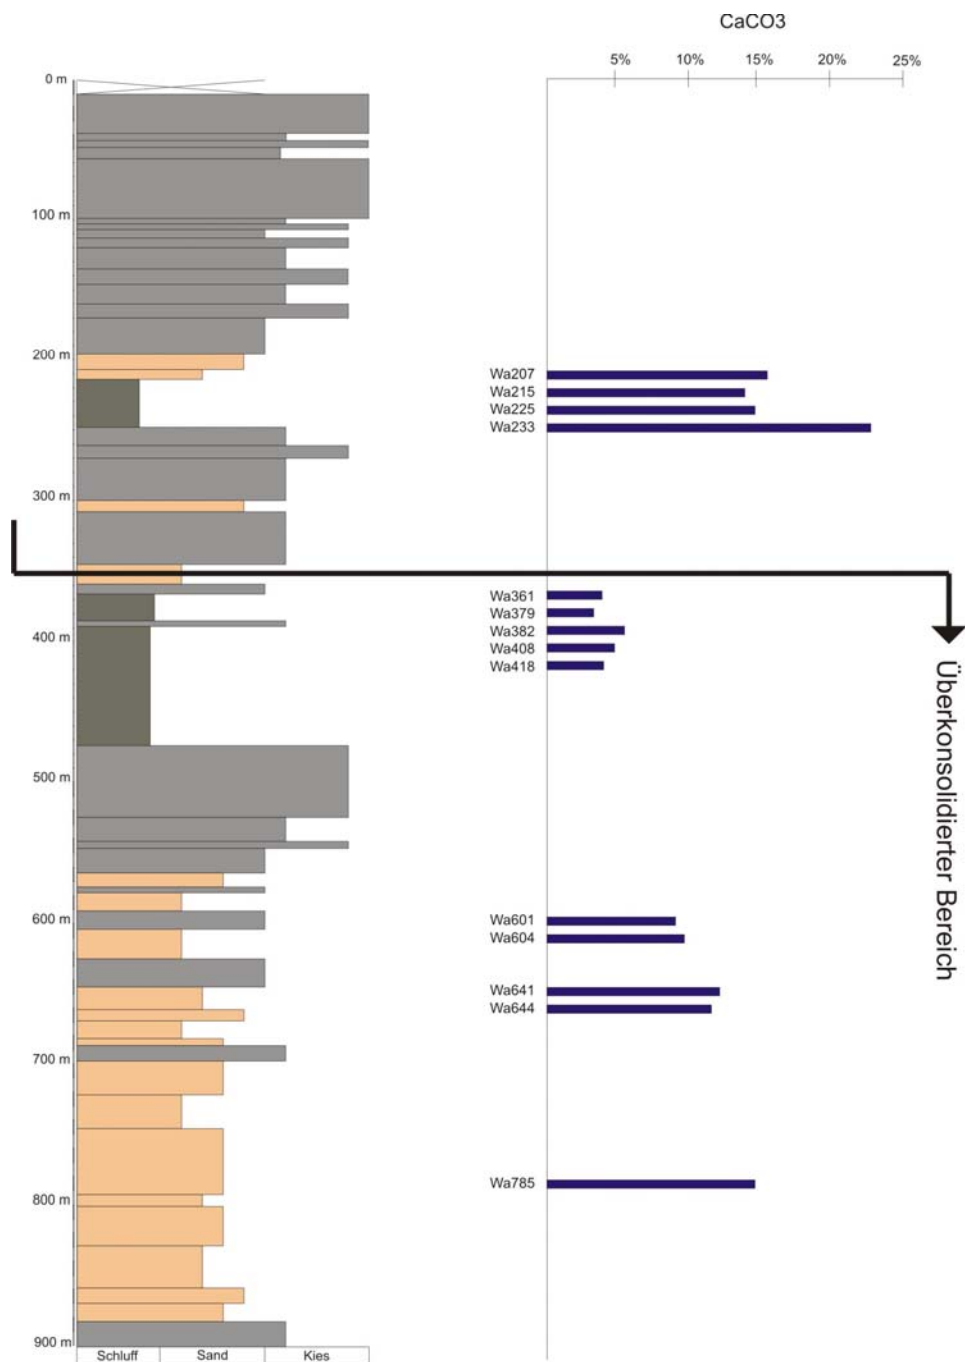 CaCO3
5% 10% 15% 20% 25%
0 m
100 m
200 m
Wa207
Wa215
Wa225
Wa233
300 m
Wa361
Wa379
Wa382
400 m
Wa408
Wa418
Überkonsolidierter Bereich
500 m
600 m
Wa601
Wa604
Wa641
Wa644
700 m
Wa785
800 m
900 m
Schluff Sand Kies